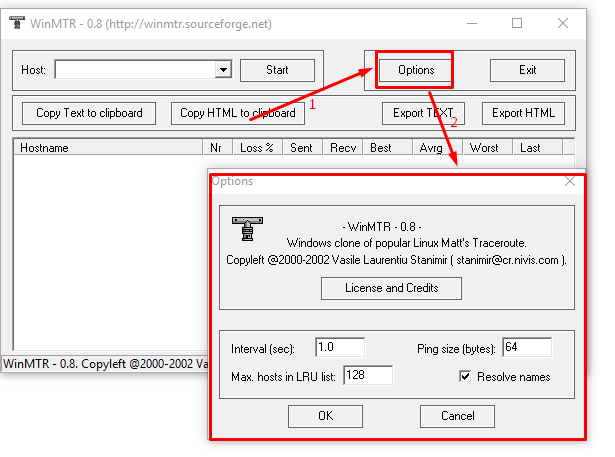 WinMTR - 0.8 (http://winmtr.sourceforge.net)
Host:
Start
Options
Exit
Copy Text to clipboard
Copy HTML to clipboard
1
Export TEXT
Export HTML
2
Hostname Nr Loss % Sent Recv Best Avrg Worst Last
Options
- WinMTR - 0.8 -
Windows clone of popular Linux Matt's Traceroute.
Copyleft @2000-2002 Vasile Laurentiu Stanimir ( stanimir@cr.nivis.com ).
License and Credits
Interval (sec): 1.0
Ping size (bytes): 64
Max. hosts in LRU list: 128
Resolve names
OK
Cancel
WinMTR - 0.8. Copyleft @2000-2002 Va